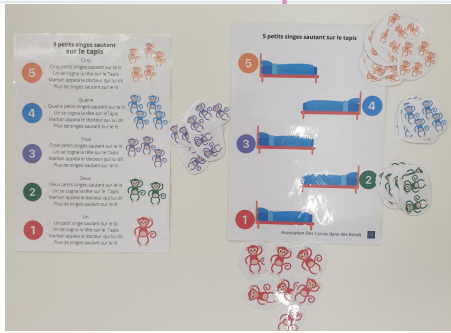 5 petits singes sautant
sur le tapis
5
Cinq
Cinq petits singes sautant sur le lit
Un se cogna la tête sur le Tapis
Maman appela le docteur qui lui dit
Plus de singes sautant sur le lit
4
Quatre
Quatre petits singes sautant sur le lit
Un se cogna la tête sur le Tapis
Maman appela le docteur qui lui dit
Plus de singes sautant sur le lit
3
Trois
Trois petits singes sautant sur le lit
Un se cogna la tête sur le Tapis
Maman appela le docteur qui lui dit
Plus de singes sautant sur le lit
2
Deux
Deux petits singes sautant sur le lit
Un se cogna la tête sur le Tapis
Maman appela le docteur qui lui dit
Plus de singes sautant sur le lit
1
Un
Un petit singe sautant sur le lit
Un se cogna la tête sur le Tapis
Maman appela le docteur qui lui dit
Plus de singes sautant sur le lit
5 petits singes sautant sur le tapis
5
4
3
2
1
Association Des Carrés dans des Ronds